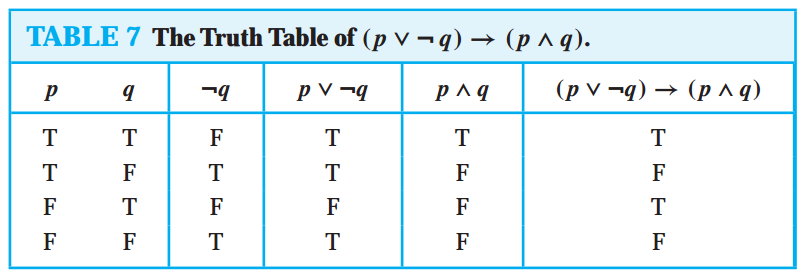 TABLE 7 The Truth Table of (p ∨ ¬q) → (p ∧ q).
p q ¬q p ∨ ¬q p ∧ q (p ∨ ¬q) → (p ∧ q)
T T F T T T
T F T T F F
F T F F F T
F F T T F F